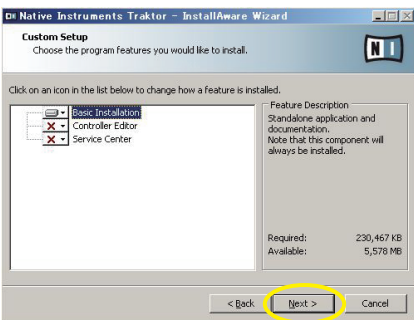 Native Instruments Traktor - InstallAware Wizard
Custom Setup
Choose the program features you would like to install.
NI
Click on an icon in the list below to change how a feature is installed.
Basic Installation
Controller Editor
Service Center
Feature Description
Standalone application and
documentation.
Note that this component will
always be installed.
Required: 230,467 KB
Available: 5,578 MB
< Back
Next >
Cancel